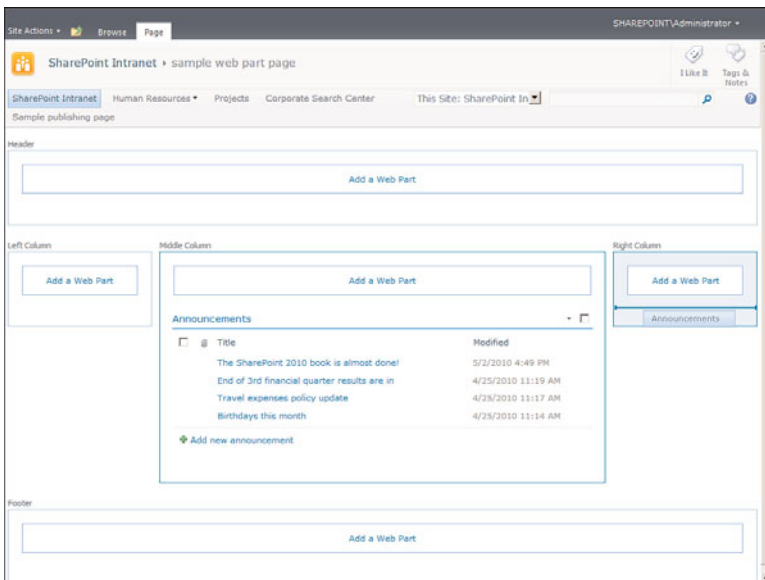 SHAREPOINT\Administrator
Site Actions Browse Page
SharePoint Intranet ▸ sample web part page
I Like It Tags & Notes
SharePoint Intranet Human Resources Projects Corporate Search Center This Site: SharePoint In
Sample publishing page
Header
Add a Web Part
Left Column Middle Column Right Column
Add a Web Part Add a Web Part Add a Web Part
Announcements Announcements
Title Modified
The SharePoint 2010 book is almost done! 5/2/2010 4:49 PM
End of 3rd financial quarter results are in 4/25/2010 11:19 AM
Travel expenses policy update 4/25/2010 11:17 AM
Birthdays this month 4/25/2010 11:14 AM
Add new announcement
Footer
Add a Web Part